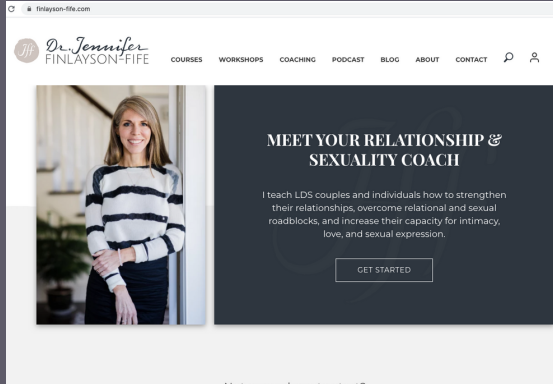 finlayson-fife.com
Jff
Dr. Jennifer
FINLAYSON-FIFE
COURSES WORKSHOPS COACHING PODCAST BLOG ABOUT CONTACT
MEET YOUR RELATIONSHIP &
SEXUALITY COACH
I teach LDS couples and individuals how to strengthen
their relationships, overcome relational and sexual
roadblocks, and increase their capacity for intimacy,
love, and sexual expression.
GET STARTED